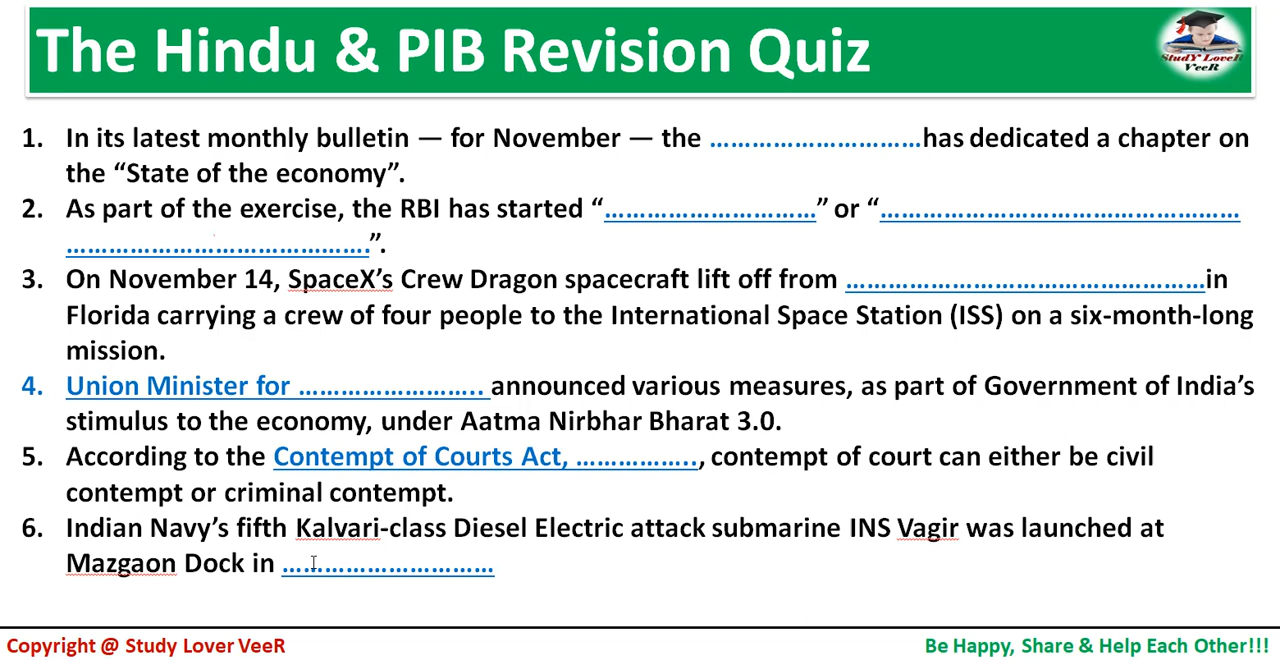 The Hindu & PIB Revision Quiz
StudY LoveR
VeeR
1. In its latest monthly bulletin — for November — the ………………………… has dedicated a chapter on
the “State of the economy”.
2. As part of the exercise, the RBI has started “…………………………” or “……………………………………………
…………………………………….”.
3. On November 14, SpaceX’s Crew Dragon spacecraft lift off from ……………………………………………in
Florida carrying a crew of four people to the International Space Station (ISS) on a six-month-long
mission.
4. Union Minister for …………………….. announced various measures, as part of Government of India’s
stimulus to the economy, under Aatma Nirbhar Bharat 3.0.
5. According to the Contempt of Courts Act, …………….., contempt of court can either be civil
contempt or criminal contempt.
6. Indian Navy’s fifth Kalvari-class Diesel Electric attack submarine INS Vagir was launched at
Mazgaon Dock in …………………………
Copyright @ Study Lover VeeR
Be Happy, Share & Help Each Other!!!